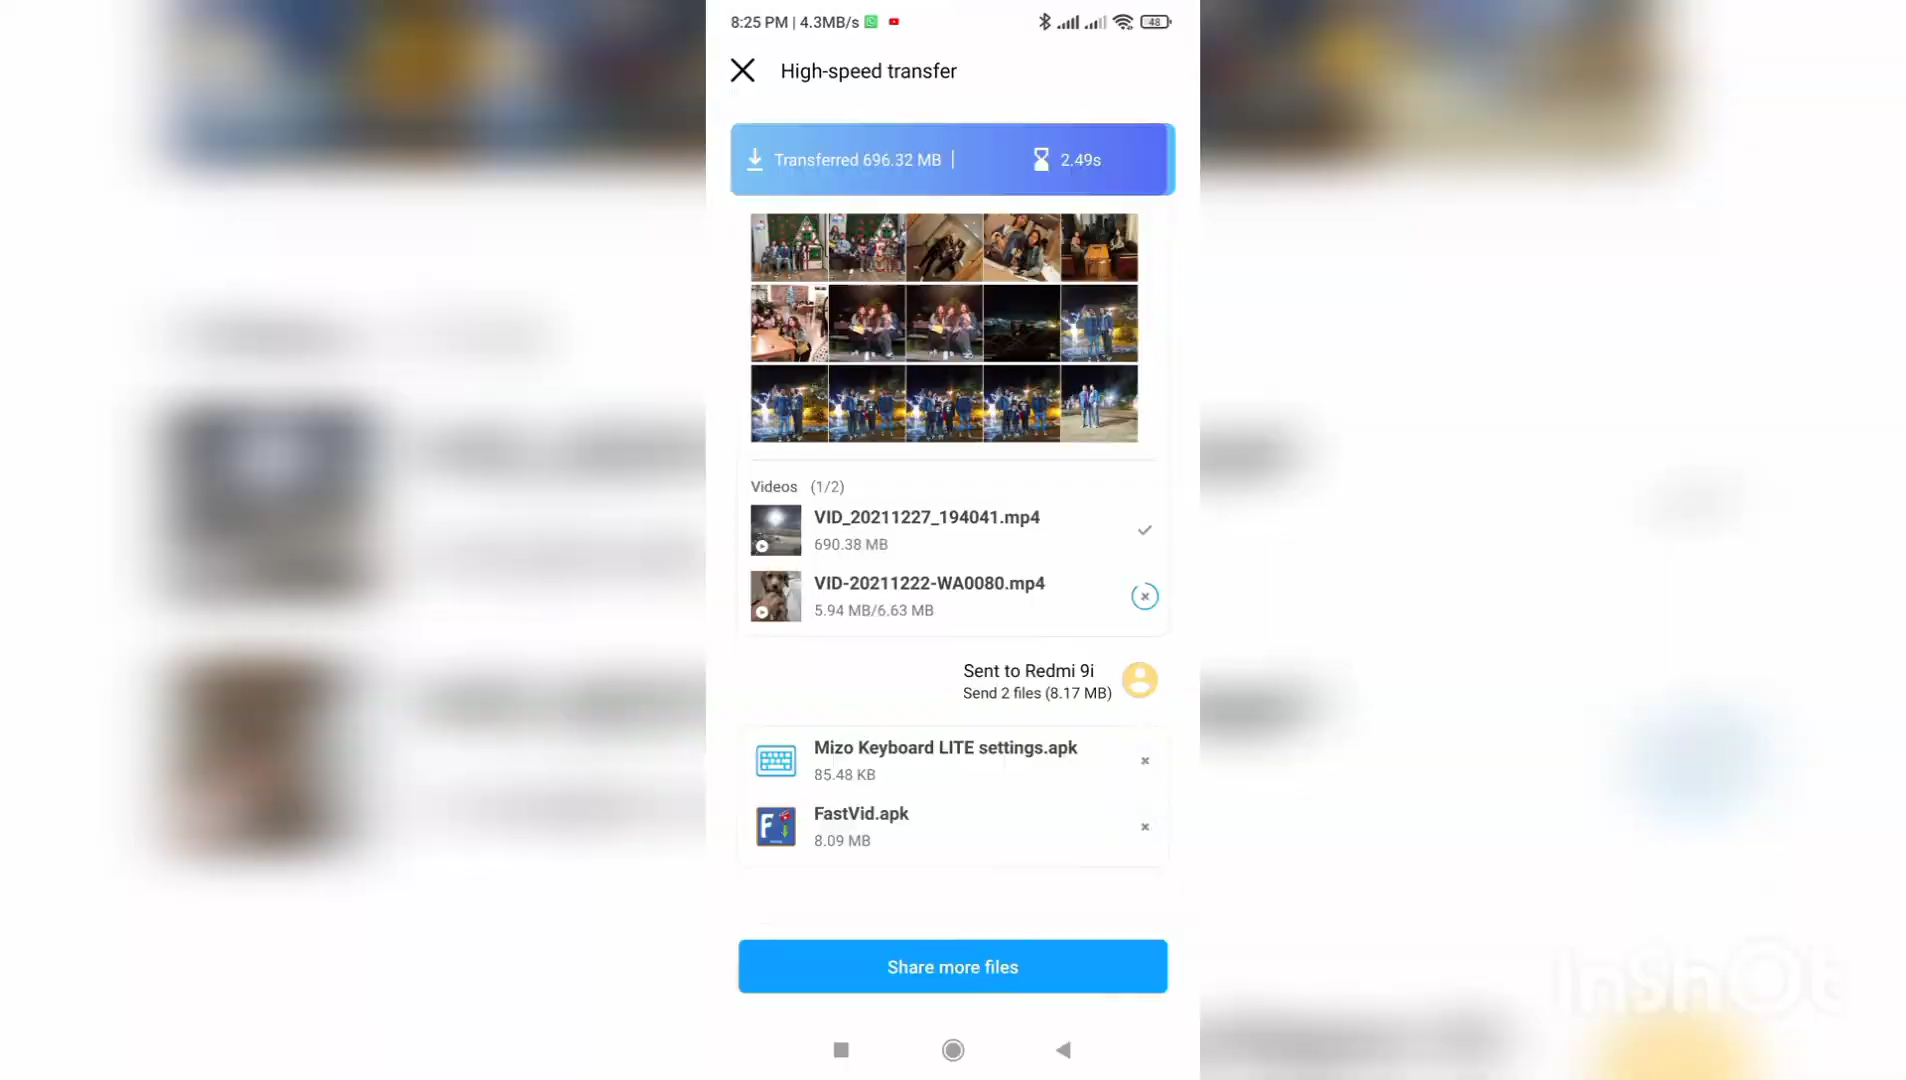 8:25 PM | 4.3MB/s
48
High-speed transfer
Transferred 696.32 MB | 2.49s
Videos (1/2)
VID_20211227_194041.mp4
690.38 MB
VID-20211222-WA0080.mp4
5.94 MB/6.63 MB
Sent to Redmi 9i
Send 2 files (8.17 MB)
Mizo Keyboard LITE settings.apk
85.48 KB
F
FastVid.apk
8.09 MB
Share more files
InShOt